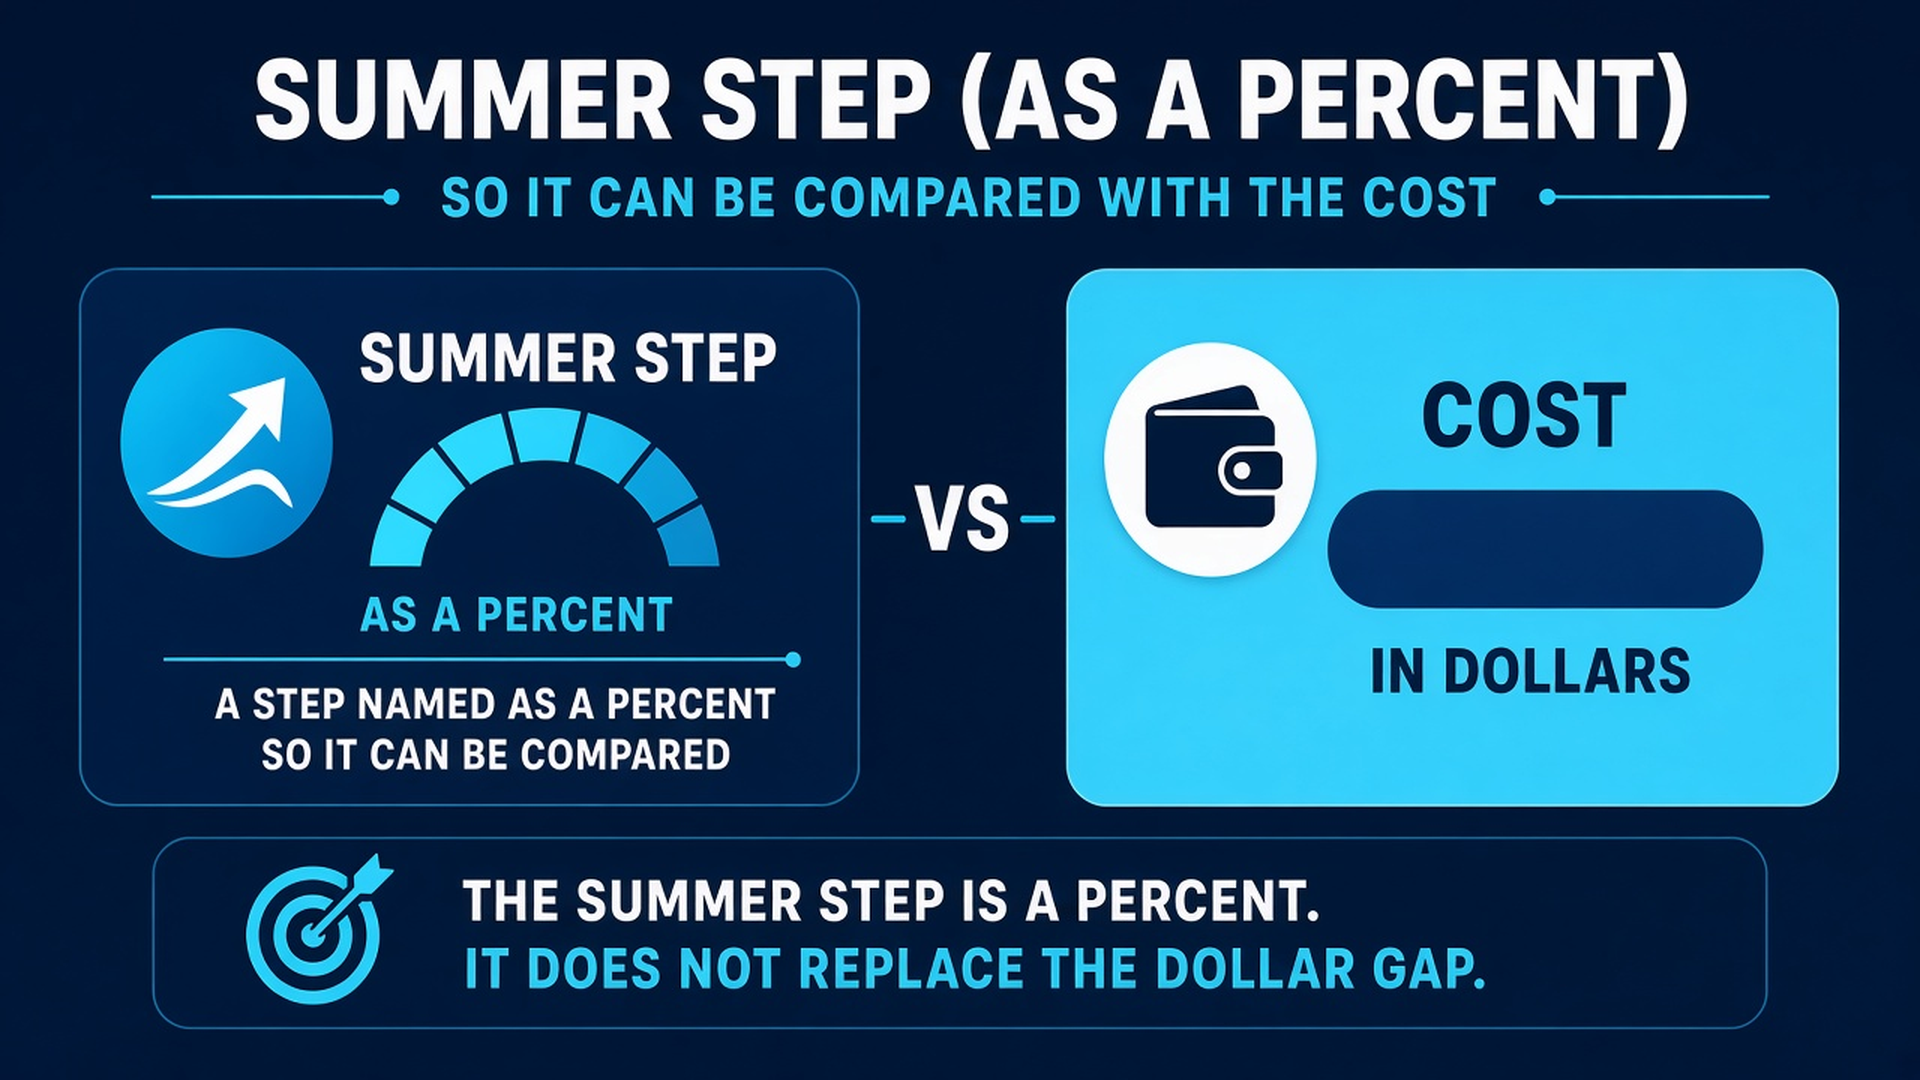 SUMMER STEP (AS A PERCENT)
SO IT CAN BE COMPARED WITH THE COST
SUMMER STEP
AS A PERCENT
A STEP NAMED AS A PERCENT
SO IT CAN BE COMPARED
VS
COST
IN DOLLARS
THE SUMMER STEP IS A PERCENT.
IT DOES NOT REPLACE THE DOLLAR GAP.